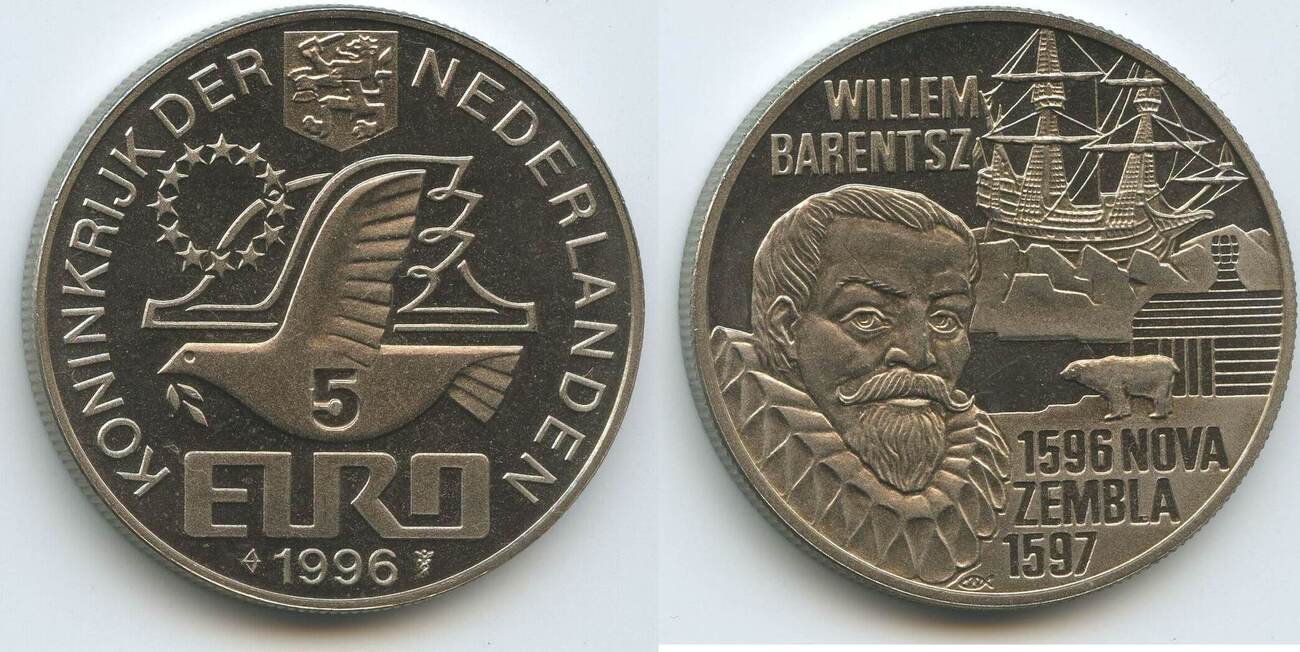 KONINKRIJK DER NEDERLANDEN
5
EURO
1996
WILLEM
BARENTSZ
1596 NOVA
ZEMBLA
1597